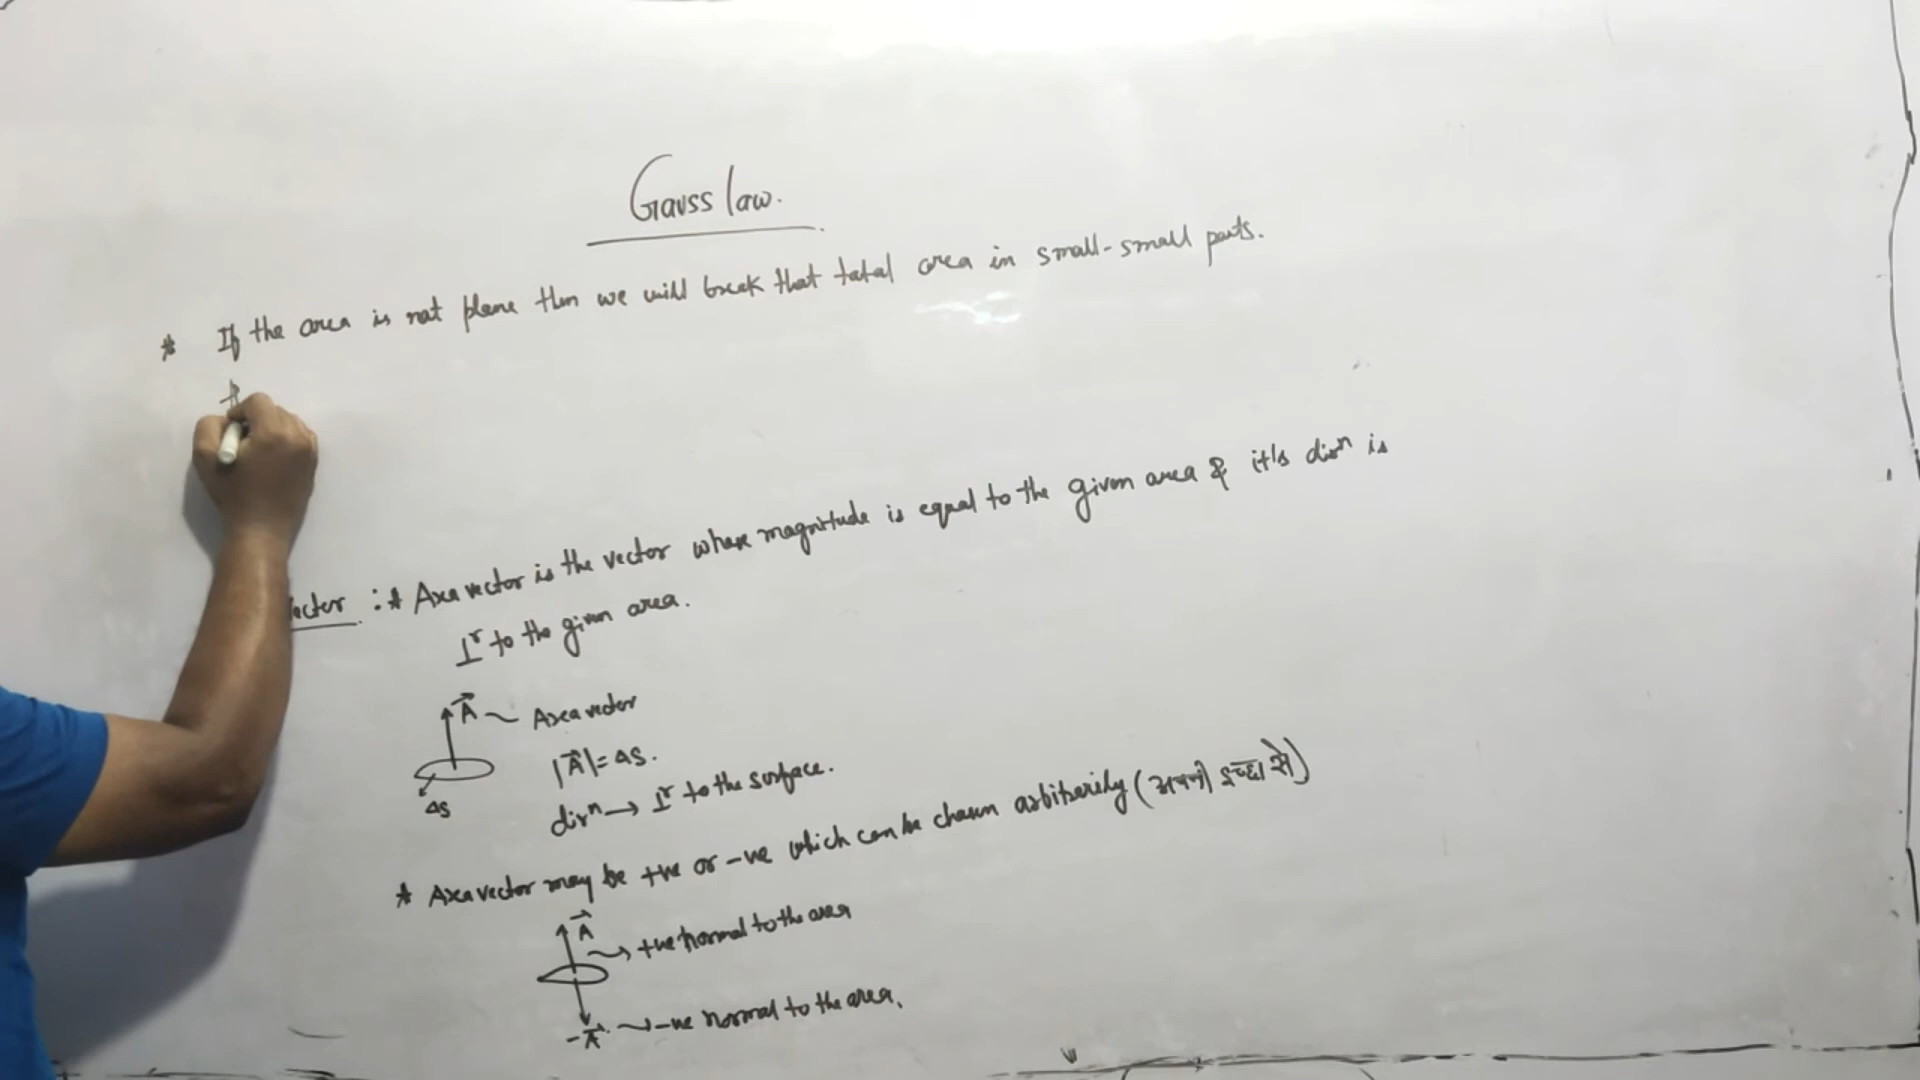 Gauss law.
* If the area is not plane then we will break that total area in small-small parts.
vector : * Area vector is the vector whose magnitude is equal to the given area & it's dirⁿ is
⊥ʳ to the given area.
A⃗ ~ Area vector
|A⃗| = ΔS.
ΔS
dirⁿ → ⊥ʳ to the surface.
* Area vector may be +ve or -ve which can be chosen arbitrarily (अपनी इच्छा से)
A⃗
→ +ve normal to the area
-A⃗ → -ve normal to the area.